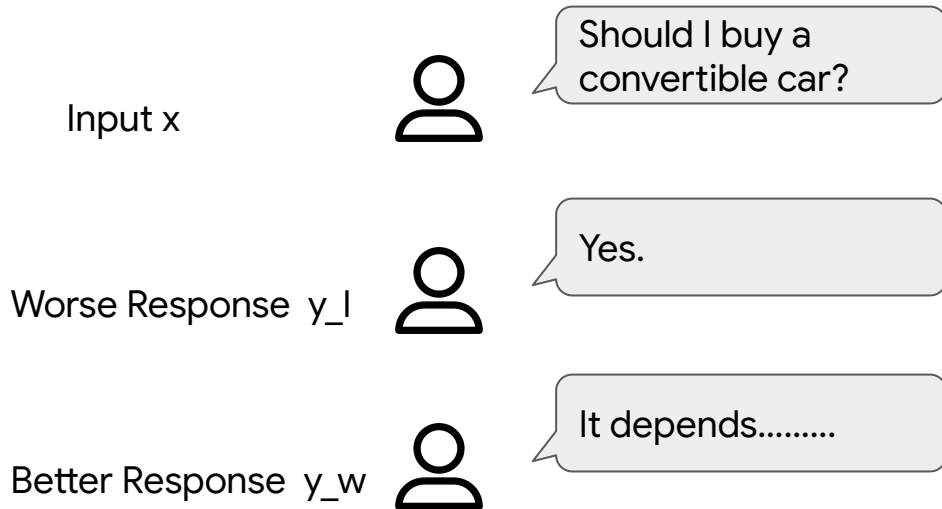 Should I buy a
convertible car?
Input x
Yes.
Worse Response y_l
It depends.........
Better Response y_w